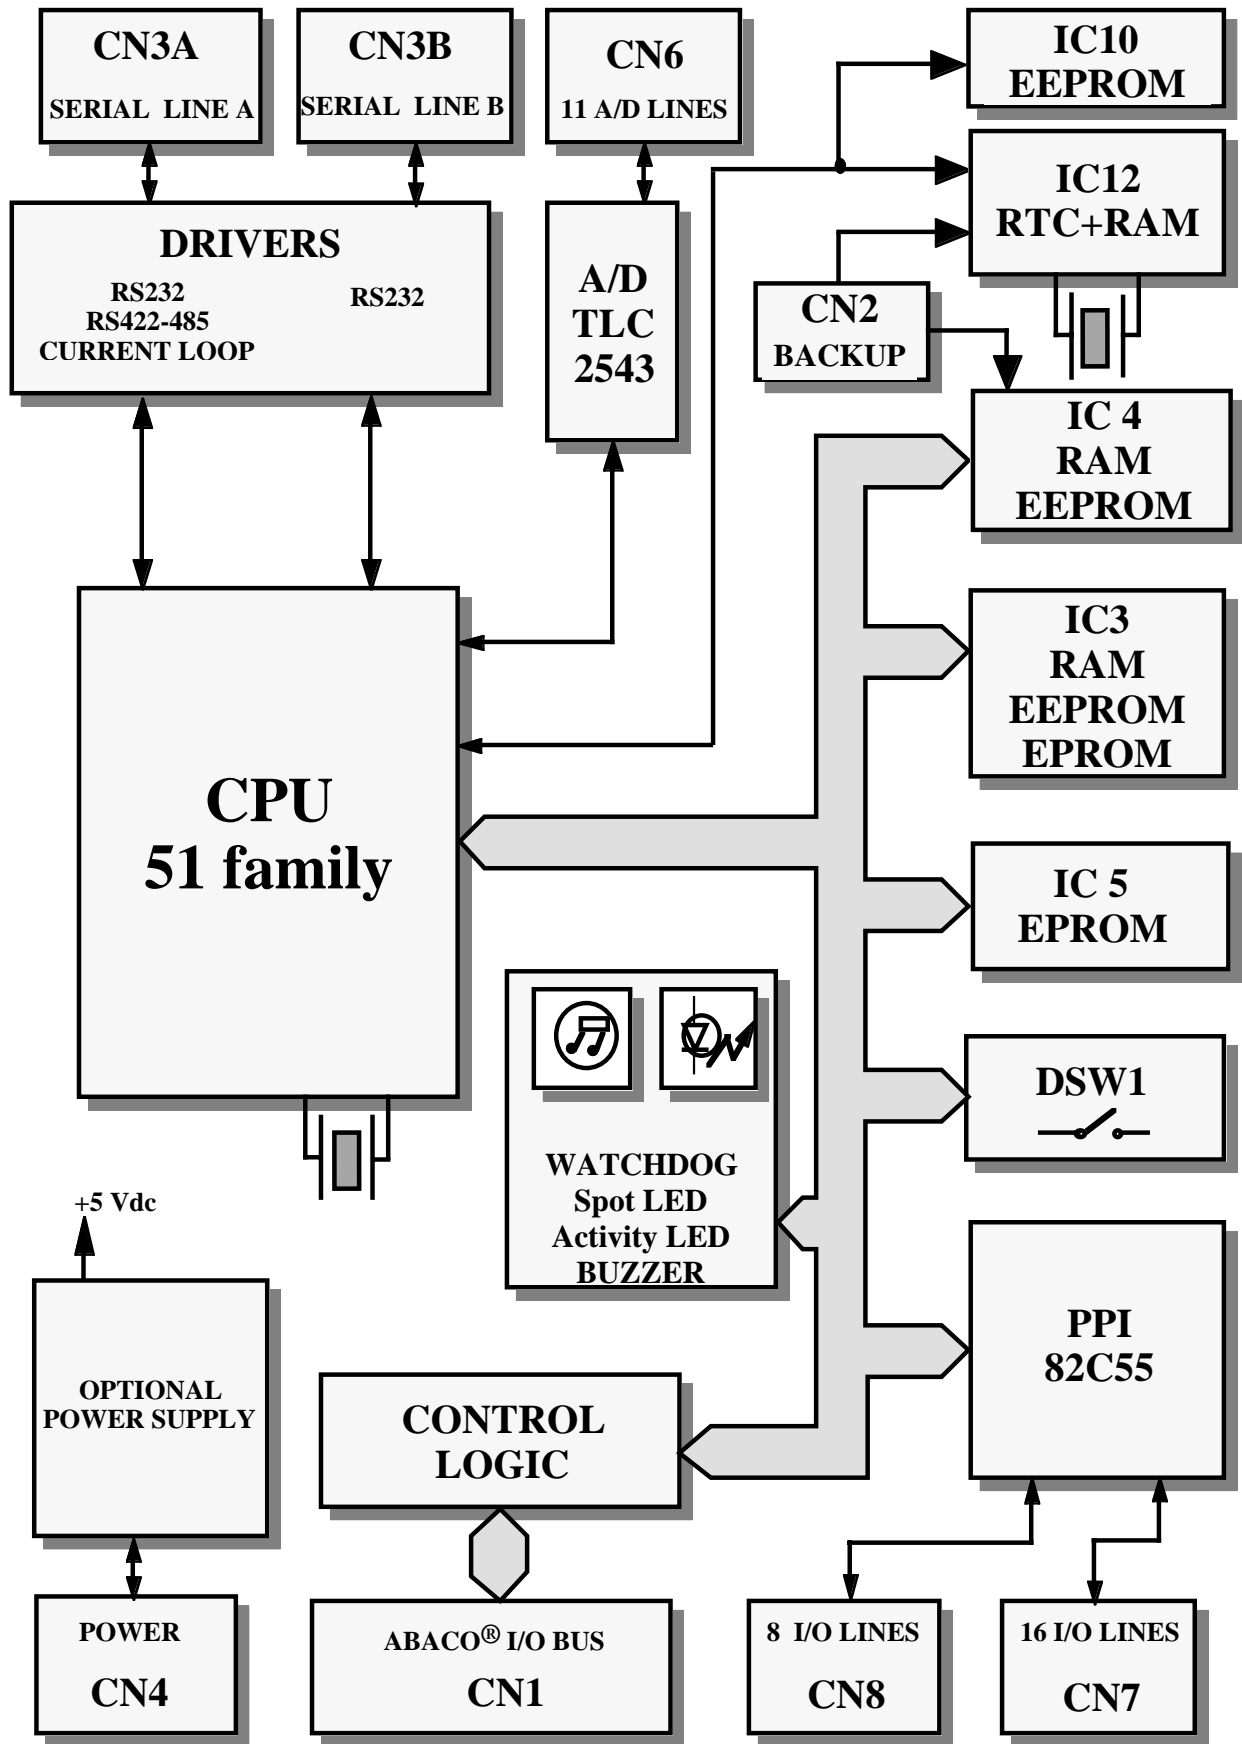 CN3A
SERIAL LINE A
CN3B
SERIAL LINE B
CN6
11 A/D LINES
IC10
EEPROM
IC12
RTC+RAM
DRIVERS
RS232
RS422-485
CURRENT LOOP
RS232
A/D
TLC
2543
CN2
BACKUP
IC 4
RAM
EEPROM
IC3
RAM
EEPROM
EPROM
CPU
51 family
IC 5
EPROM
WATCHDOG
Spot LED
Activity LED
BUZZER
DSW1
+5 Vdc
OPTIONAL
POWER SUPPLY
PPI
82C55
CONTROL
LOGIC
POWER
CN4
ABACO® I/O BUS
CN1
8 I/O LINES
CN8
16 I/O LINES
CN7